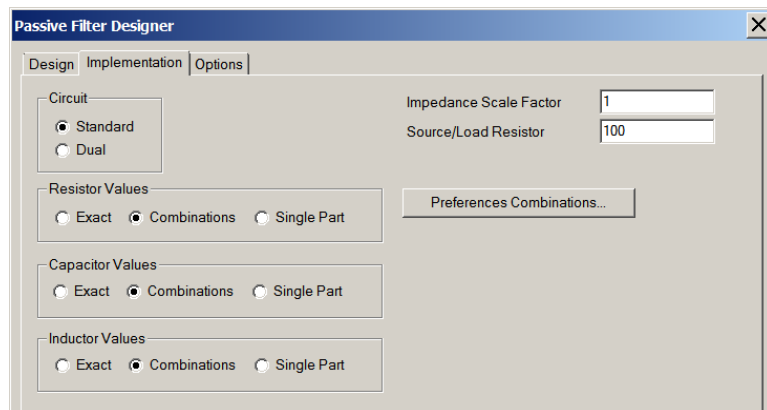 Passive Filter Designer
Design Implementation Options
Circuit
Standard
Dual
Impedance Scale Factor 1
Source/Load Resistor 100
Resistor Values
Exact Combinations Single Part
Preferences Combinations...
Capacitor Values
Exact Combinations Single Part
Inductor Values
Exact Combinations Single Part